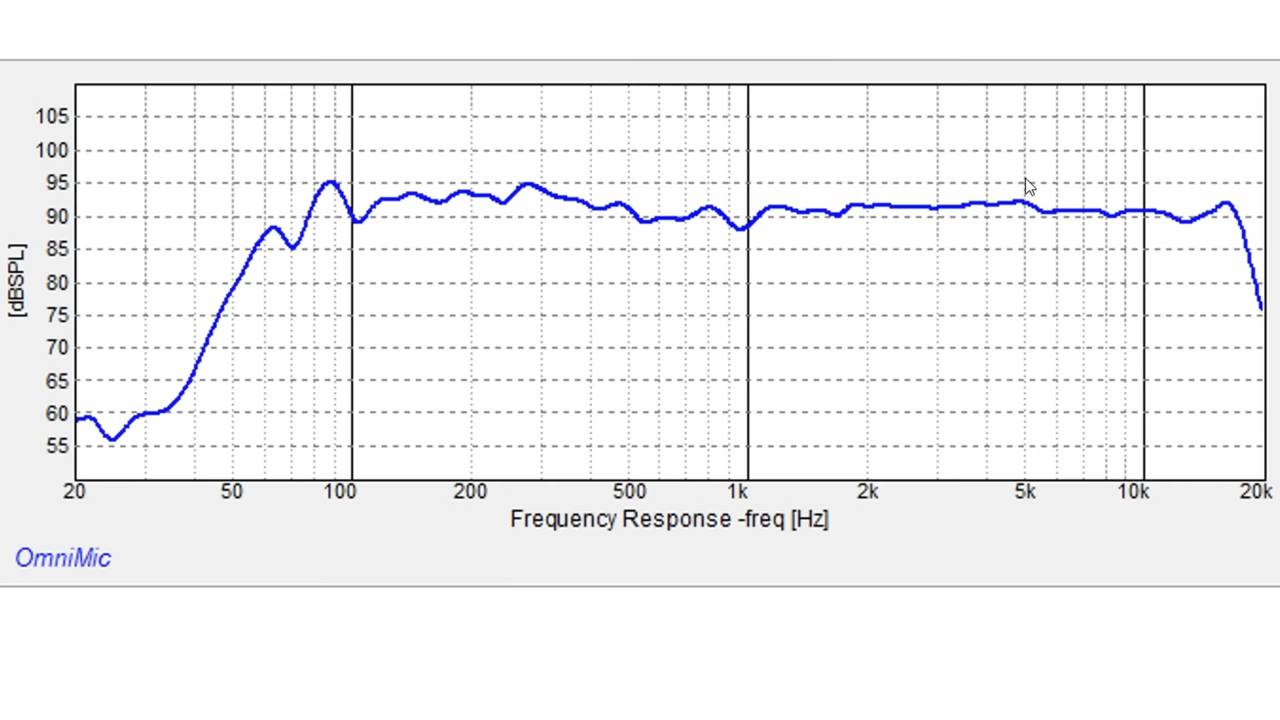 105
100
95
90
85
80
75
70
65
60
55
[dBSPL]
20 50 100 200 500 1k 2k 5k 10k 20k
Frequency Response -freq [Hz]
OmniMic